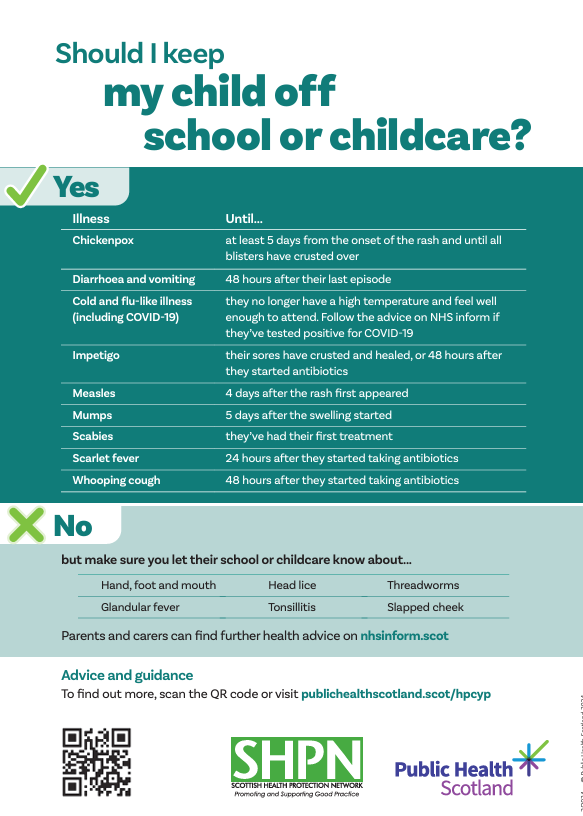 Should I keep
my child off
school or childcare?
Yes
Illness
Until...
Chickenpox
at least 5 days from the onset of the rash and until all
blisters have crusted over
Diarrhoea and vomiting
48 hours after their last episode
Cold and flu-like illness
(including COVID-19)
they no longer have a high temperature and feel well
enough to attend. Follow the advice on NHS inform if
they’ve tested positive for COVID-19
Impetigo
their sores have crusted and healed, or 48 hours after
they started antibiotics
Measles
4 days after the rash first appeared
Mumps
5 days after the swelling started
Scabies
they’ve had their first treatment
Scarlet fever
24 hours after they started taking antibiotics
Whooping cough
48 hours after they started taking antibiotics
No
but make sure you let their school or childcare know about...
Hand, foot and mouth
Head lice
Threadworms
Glandular fever
Tonsillitis
Slapped cheek
Parents and carers can find further health advice on nhsinform.scot
Advice and guidance
To find out more, scan the QR code or visit publichealthscotland.scot/hpcyp
SHPN
SCOTTISH HEALTH PROTECTION NETWORK
Promoting and Supporting Good Practice
Public Health
Scotland